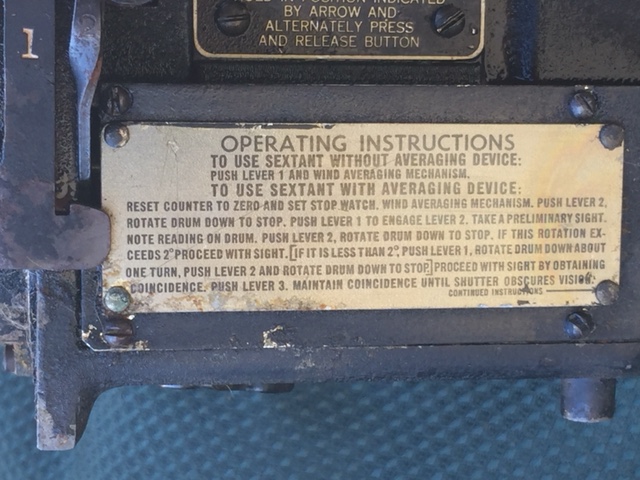 HOLD IN POSITION INDICATED
BY ARROW AND
ALTERNATELY PRESS
AND RELEASE BUTTON
1
OPERATING INSTRUCTIONS
TO USE SEXTANT WITHOUT AVERAGING DEVICE:
PUSH LEVER 1 AND WIND AVERAGING MECHANISM.
TO USE SEXTANT WITH AVERAGING DEVICE:
RESET COUNTER TO ZERO AND SET STOP WATCH. WIND AVERAGING MECHANISM. PUSH LEVER 2,
ROTATE DRUM DOWN TO STOP. PUSH LEVER 1 TO ENGAGE LEVER 2. TAKE A PRELIMINARY SIGHT.
NOTE READING ON DRUM. PUSH LEVER 2, ROTATE DRUM DOWN TO STOP. IF THIS ROTATION EX-
CEEDS 2° PROCEED WITH SIGHT. [IF IT IS LESS THAN 2°, PUSH LEVER 1, ROTATE DRUM DOWN ABOUT
ONE TURN, PUSH LEVER 2 AND ROTATE DRUM DOWN TO STOP] PROCEED WITH SIGHT BY OBTAINING
COINCIDENCE. PUSH LEVER 3. MAINTAIN COINCIDENCE UNTIL SHUTTER OBSCURES VISION.
CONTINUED INSTRUCTIONS